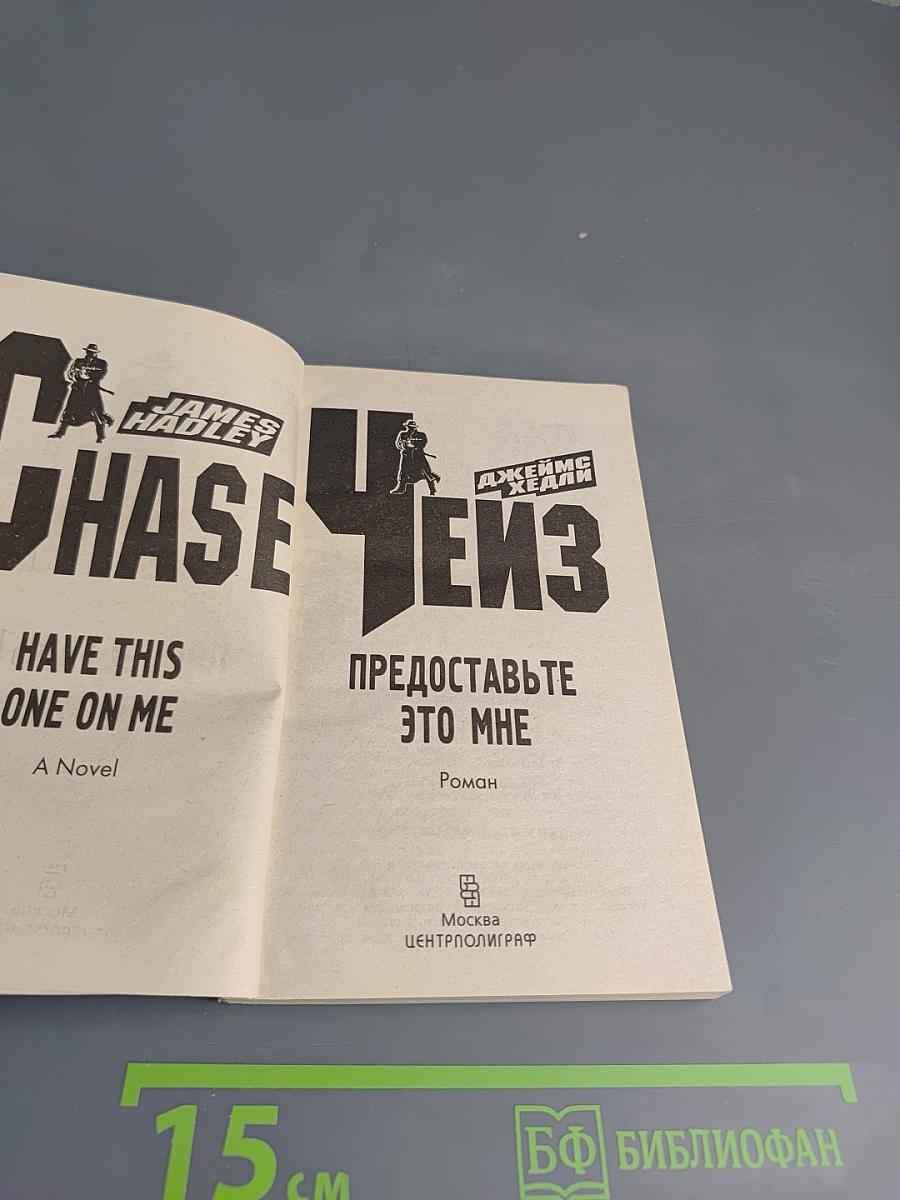 JAMES
HADLEY
CHASE
HAVE THIS
ONE ON ME
A Novel
ДЖЕЙМС
ХЕДЛИ
ЧЕЙЗ
ПРЕДОСТАВЬТЕ
ЭТО МНЕ
Роман
Москва
ЦЕНТРПОЛИГРАФ
15 см
БФ БИБЛИОФАН